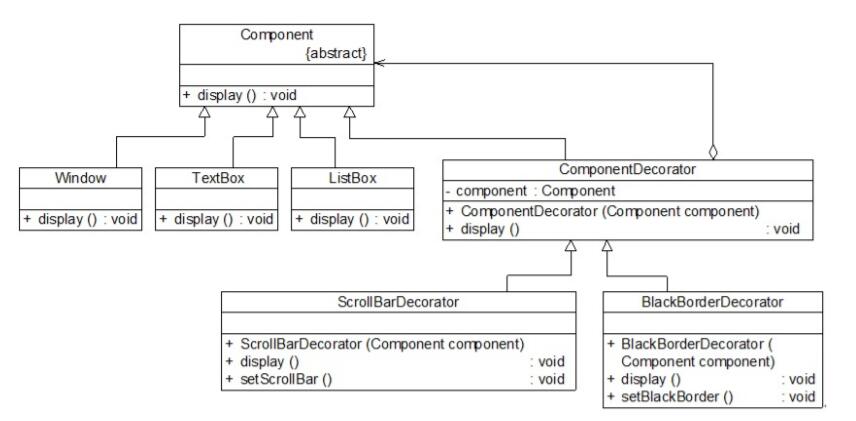 Component
{abstract}
+ display () : void
Window
+ display () : void
TextBox
+ display () : void
ListBox
+ display () : void
ComponentDecorator
- component : Component
+ ComponentDecorator (Component component)
+ display () : void
ScrollBarDecorator
+ ScrollBarDecorator (Component component)
+ display () : void
+ setScrollBar () : void
BlackBorderDecorator
+ BlackBorderDecorator (
Component component)
+ display () : void
+ setBlackBorder () : void